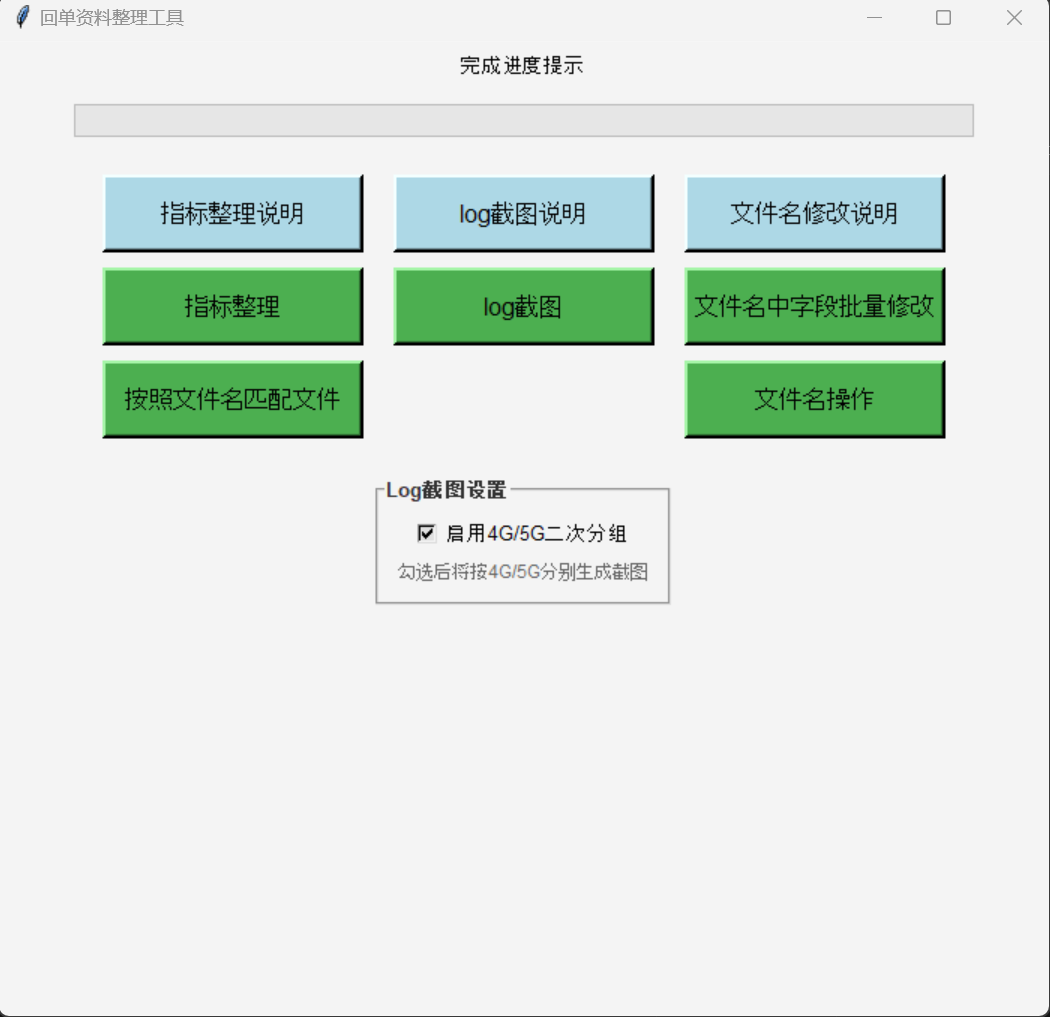 回单资料整理工具
完成进度提示
指标整理说明
log截图说明
文件名修改说明
指标整理
log截图
文件名中字段批量修改
按照文件名匹配文件
文件名操作
Log截图设置
启用4G/5G二次分组
勾选后将按4G/5G分别生成截图